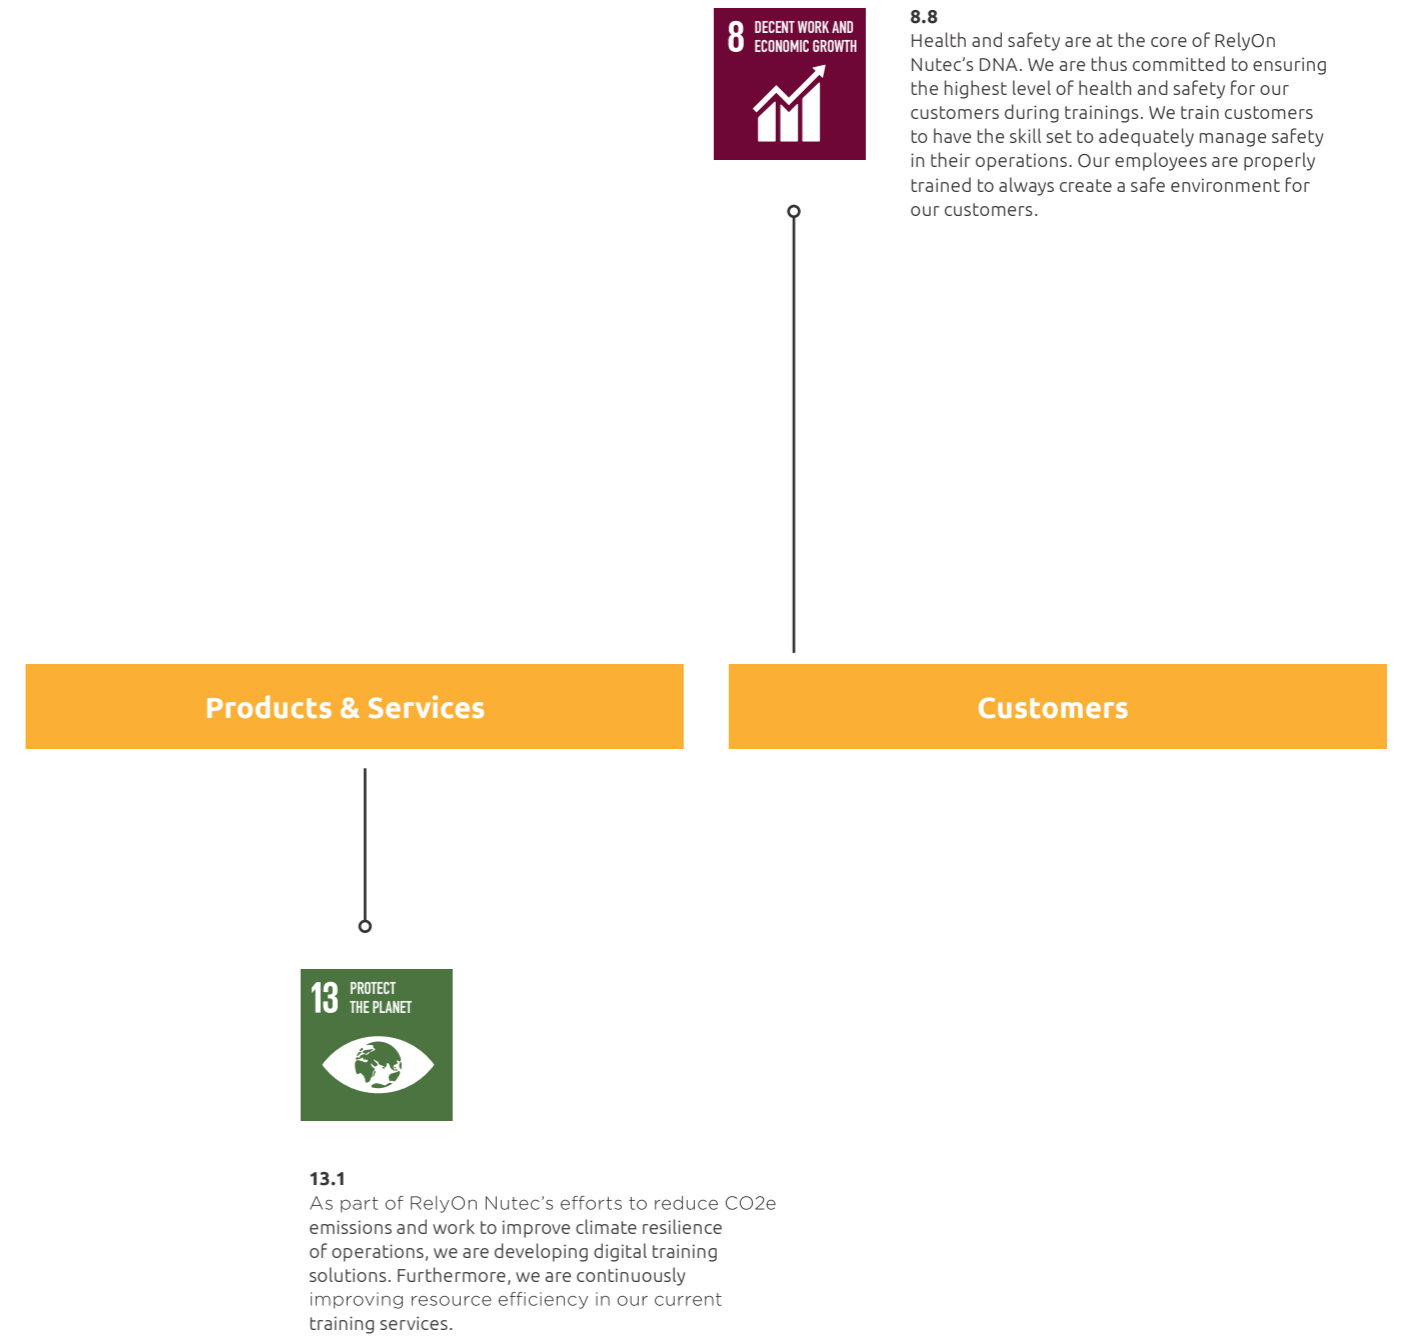 8 DECENT WORK AND
ECONOMIC GROWTH
8.8
Health and safety are at the core of RelyOn
Nutec’s DNA. We are thus committed to ensuring
the highest level of health and safety for our
customers during trainings. We train customers
to have the skill set to adequately manage safety
in their operations. Our employees are properly
trained to always create a safe environment for
our customers.
Products & Services
Customers
13 PROTECT
THE PLANET
13.1
As part of RelyOn Nutec’s efforts to reduce CO2e
emissions and work to improve climate resilience
of operations, we are developing digital training
solutions. Furthermore, we are continuously
improving resource efficiency in our current
training services.